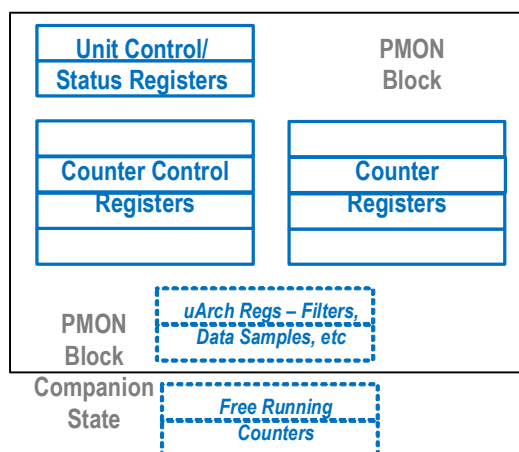 Unit Control/
Status Registers
PMON
Block
Counter Control
Registers
Counter
Registers
uArch Regs – Filters,
Data Samples, etc
PMON
Block
Companion
State
Free Running
Counters